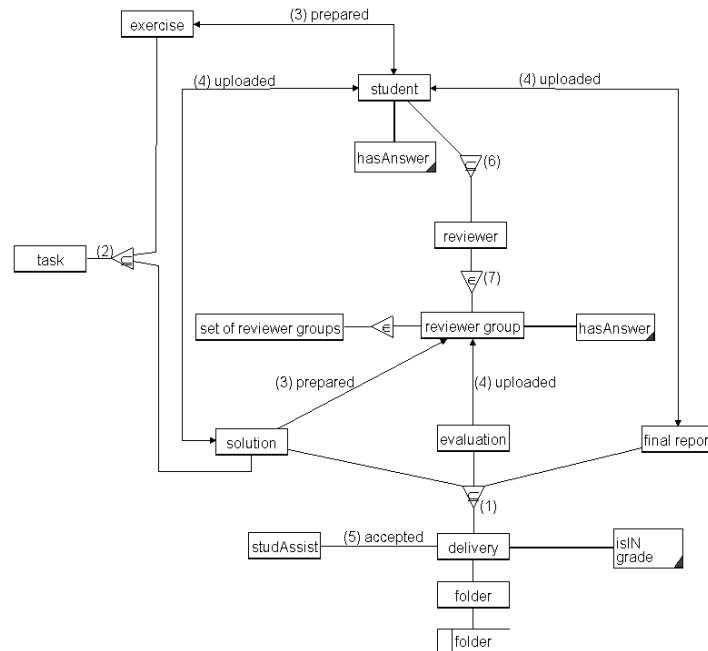 (3) prepared
exercise
(4) uploaded
(4) uploaded
student
hasAnswer
(6)
reviewer
(2)
task
∈
(7)
set of reviewer groups
∈
reviewer group
hasAnswer
(3) prepared
(4) uploaded
solution
evaluation
final report
(1)
(5) accepted
studAssist
delivery
isIN
grade
folder
folder